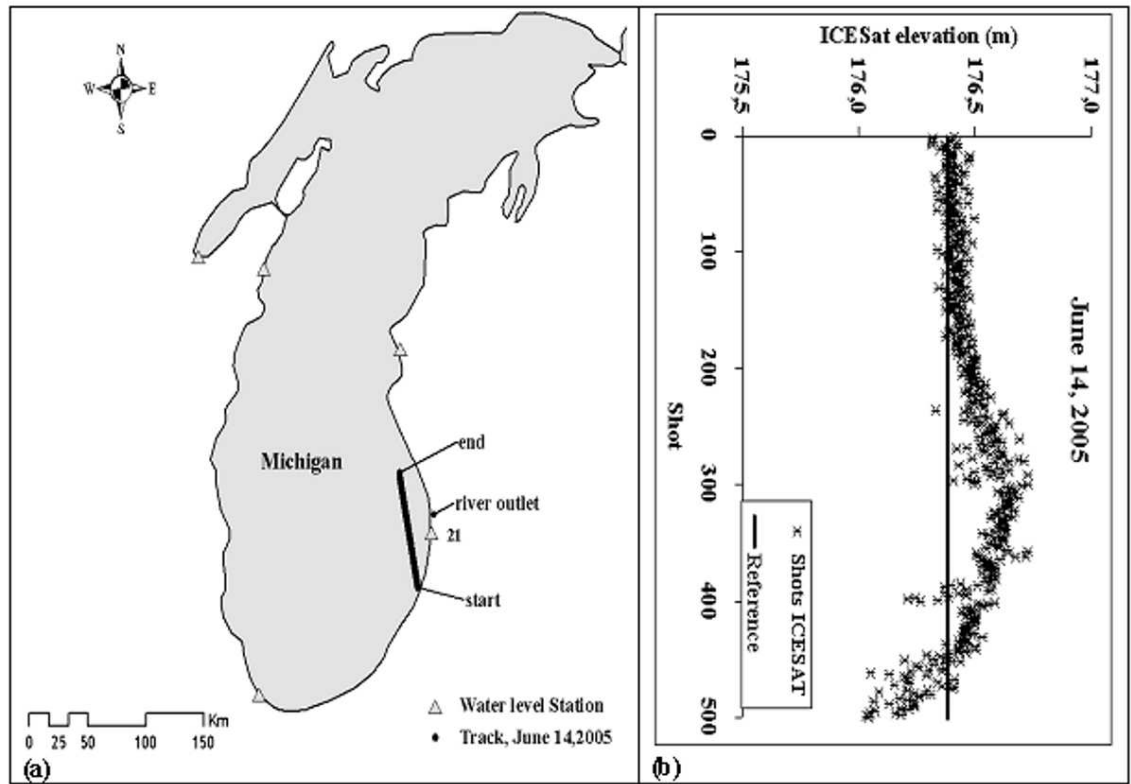 N
W E
S
end
Michigan
river outlet
21
start
Water level Station
Track, June 14,2005
Km
0 25 50 100 150
(a)
ICESat elevation (m)
175,5
176,0
176,5
177,0
0
100
200
300
400
500
Shot
June 14, 2005
Shots ICESAT
Reference
(b)